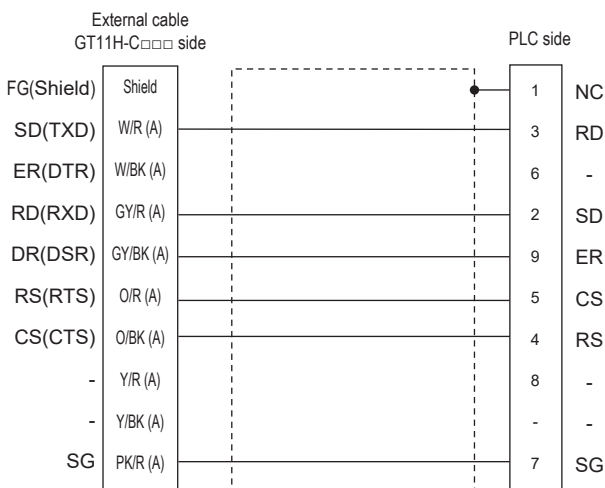 External cable
GT11H-C□□□ side
PLC side
FG(Shield) Shield 1 NC
SD(TXD) W/R (A) 3 RD
ER(DTR) W/BK (A) 6 -
RD(RXD) GY/R (A) 2 SD
DR(DSR) GY/BK (A) 9 ER
RS(RTS) O/R (A) 5 CS
CS(CTS) O/BK (A) 4 RS
- Y/R (A) 8 -
- Y/BK (A) - -
SG PK/R (A) 7 SG